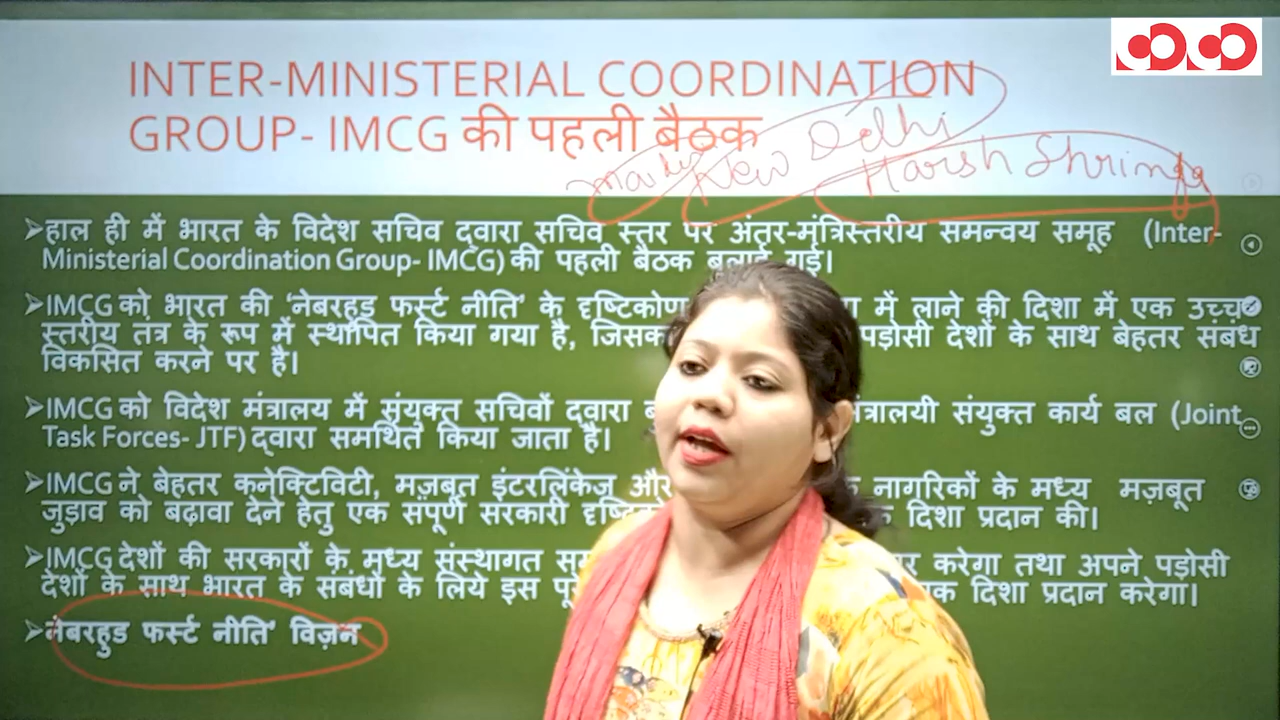 INTER-MINISTERIAL COORDINATION
GROUP- IMCG की पहली बैठक
New Delhi
Harsh Shringla
➢हाल ही में भारत के विदेश सचिव द्वारा सचिव स्तर पर अंतर-मंत्रिस्तरीय समन्वय समूह (Inter-
Ministerial Coordination Group- IMCG) की पहली बैठक बुलाई गई।
➢IMCG को भारत की ‘नेबरहुड फर्स्ट नीति’ के दृष्टिकोण में लाने की दिशा में एक उच्च
स्तरीय तंत्र के रूप में स्थापित किया गया है, पड़ोसी देशों के साथ बेहतर संबंध
विकसित करने पर है।
➢IMCG को विदेश मंत्रालय में संयुक्त सचिवों द्वारा संयुक्त कार्य बल (Joint
Task Forces- JTF) द्वारा समर्थित किया जाता है।
➢IMCG ने बेहतर कनेक्टिविटी, मज़बूत इंटरलिंकेज और नागरिकों के मध्य मज़बूत
जुड़ाव को बढ़ावा देने हेतु एक संपूर्ण सरकारी दिशा प्रदान की।
➢IMCG देशों की सरकारों के मध्य संस्थागत करेगा तथा अपने पड़ोसी
देशों के साथ भारत के संबंधों के लिये इस दिशा प्रदान करेगा।
➢नेबरहुड फर्स्ट नीति' विज़न